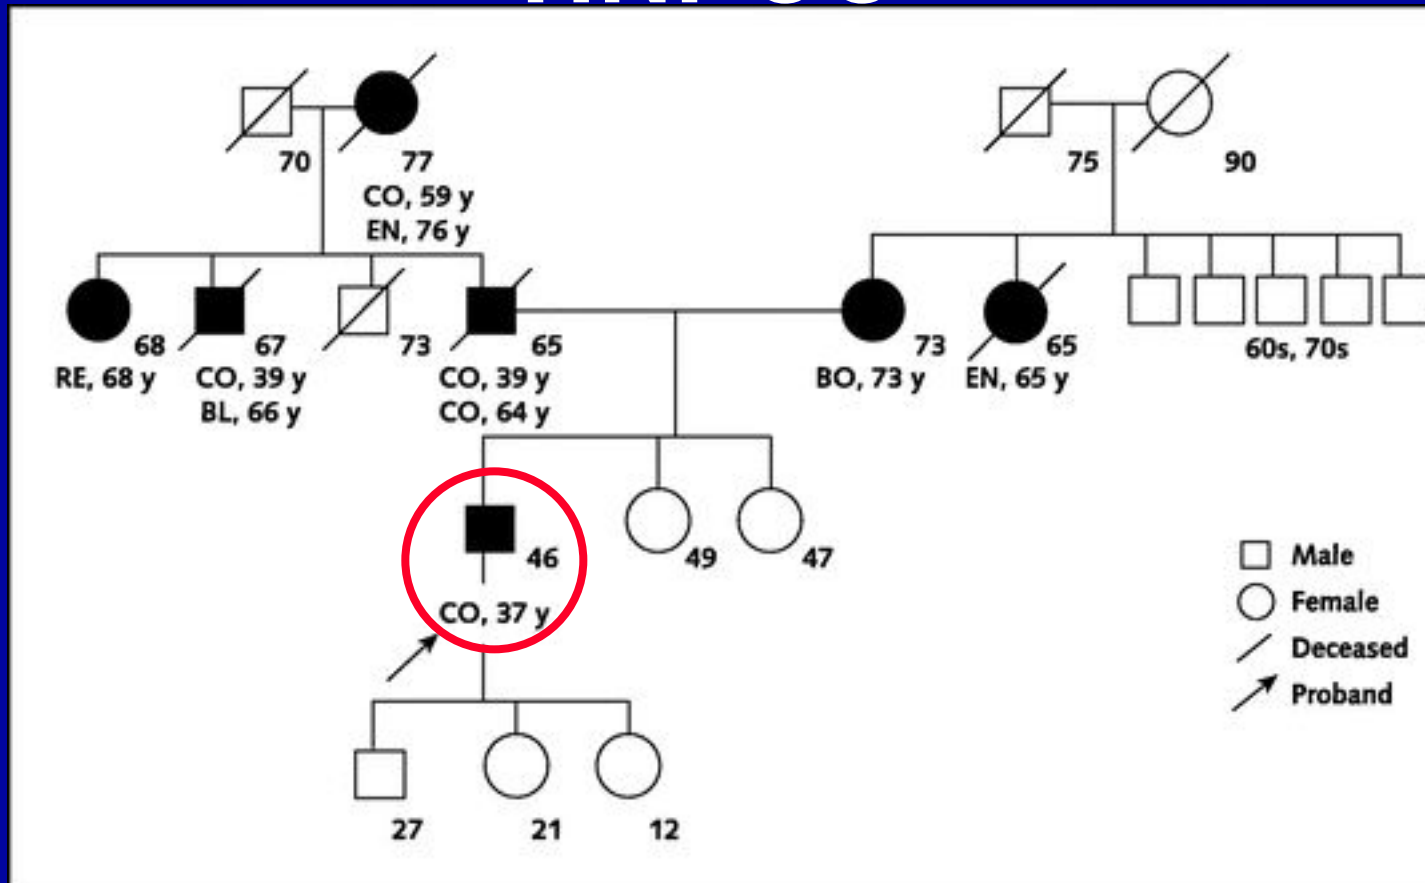 70
77
CO, 59 y
EN, 76 y
75
90
68
RE, 68 y
67
CO, 39 y
BL, 66 y
73
65
CO, 39 y
CO, 64 y
73
BO, 73 y
65
EN, 65 y
60s, 70s
46
CO, 37 y
49
47
27
21
12
Male
Female
Deceased
Proband